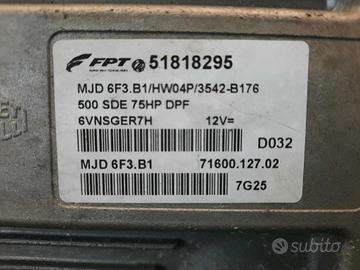 FPT 51818295
MJD 6F3.B1/HW04P/3542-B176
500 SDE 75HP DPF
6VNSGER7H 12V=
D032
MJD 6F3.B1 71600.127.02
7G25
subito